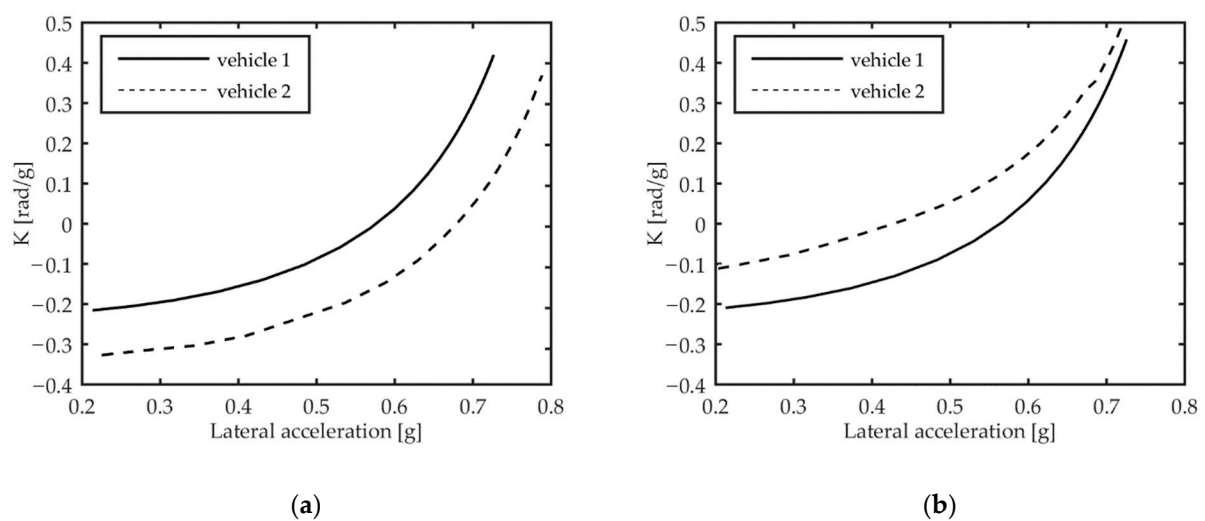 0.5
0.4
0.3
0.2
0.1
0
−0.1
−0.2
−0.3
−0.4
K [rad/g]
vehicle 1
vehicle 2
0.2 0.3 0.4 0.5 0.6 0.7 0.8
Lateral acceleration [g]
(a)
0.5
0.4
0.3
0.2
0.1
0
−0.1
−0.2
−0.3
−0.4
K [rad/g]
vehicle 1
vehicle 2
0.2 0.3 0.4 0.5 0.6 0.7 0.8
Lateral acceleration [g]
(b)